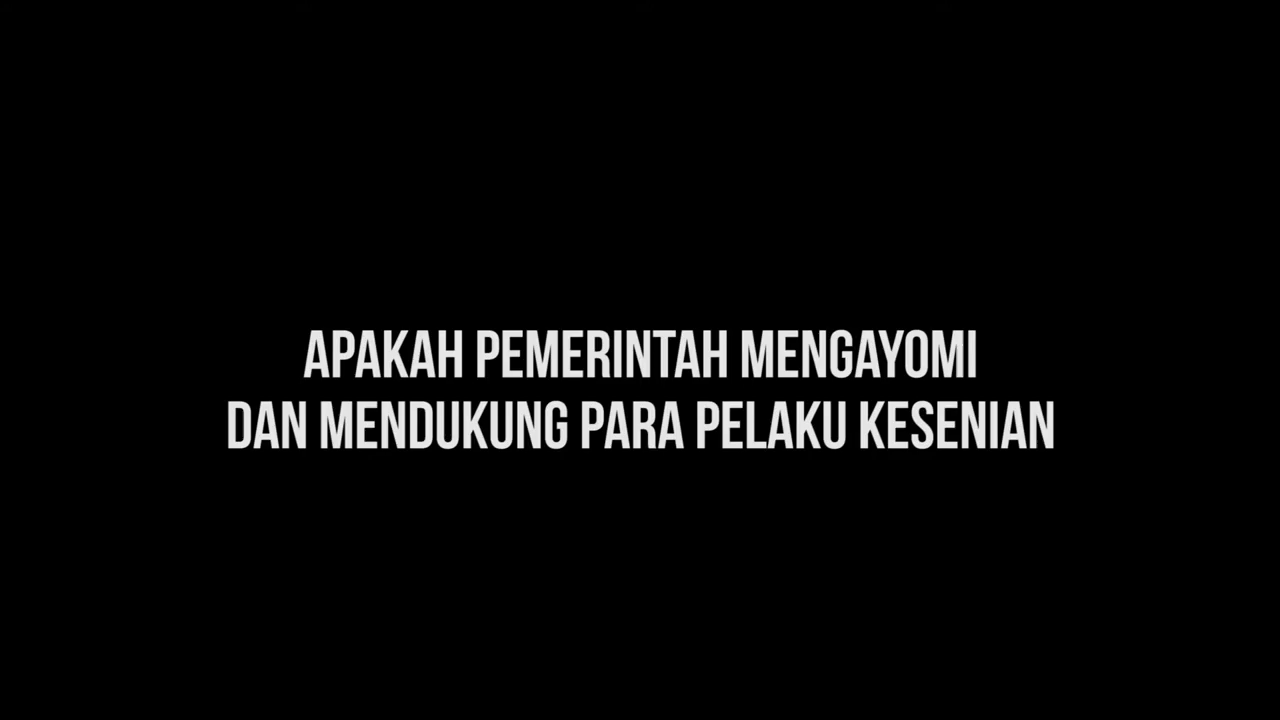 APAKAH PEMERINTAH MENGAYOMI
DAN MENDUKUNG PARA PELAKU KESENIAN